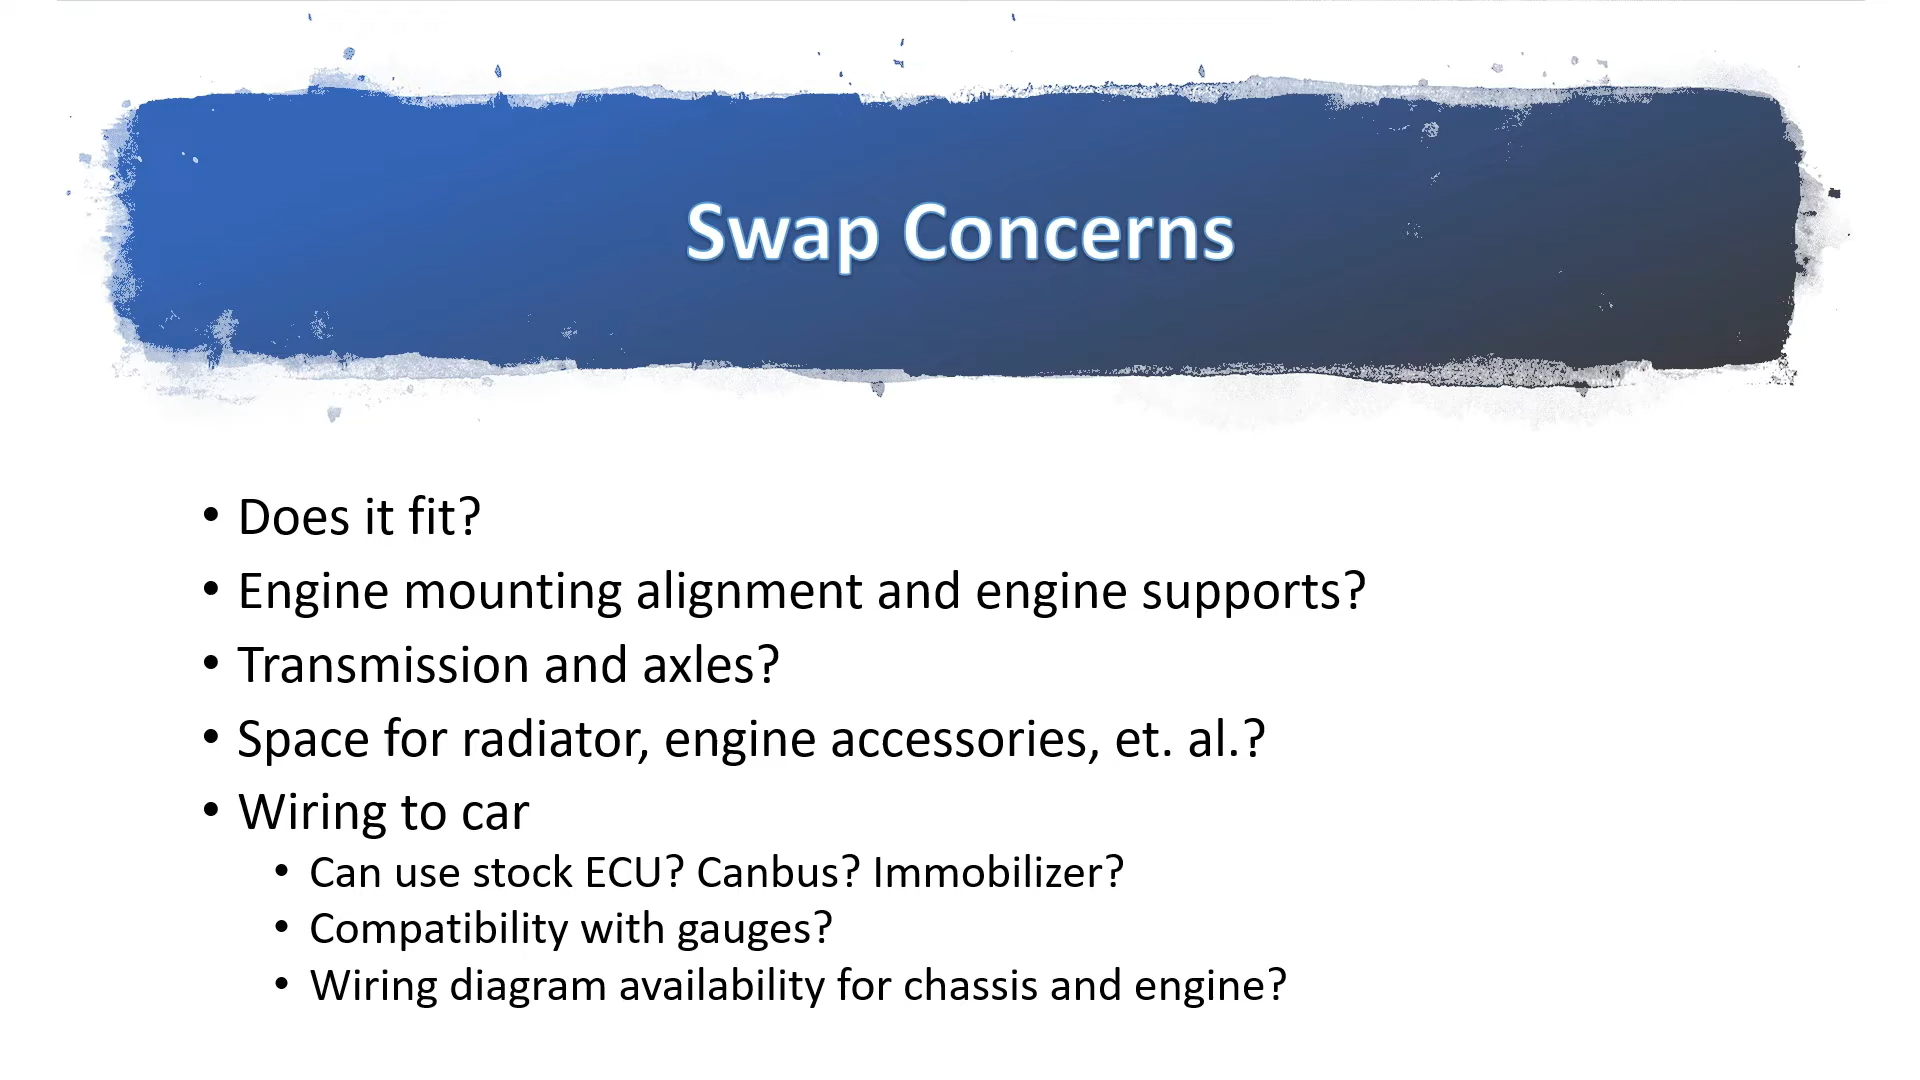 Swap Concerns
• Does it fit?
• Engine mounting alignment and engine supports?
• Transmission and axles?
• Space for radiator, engine accessories, et. al.?
• Wiring to car
• Can use stock ECU? Canbus? Immobilizer?
• Compatibility with gauges?
• Wiring diagram availability for chassis and engine?